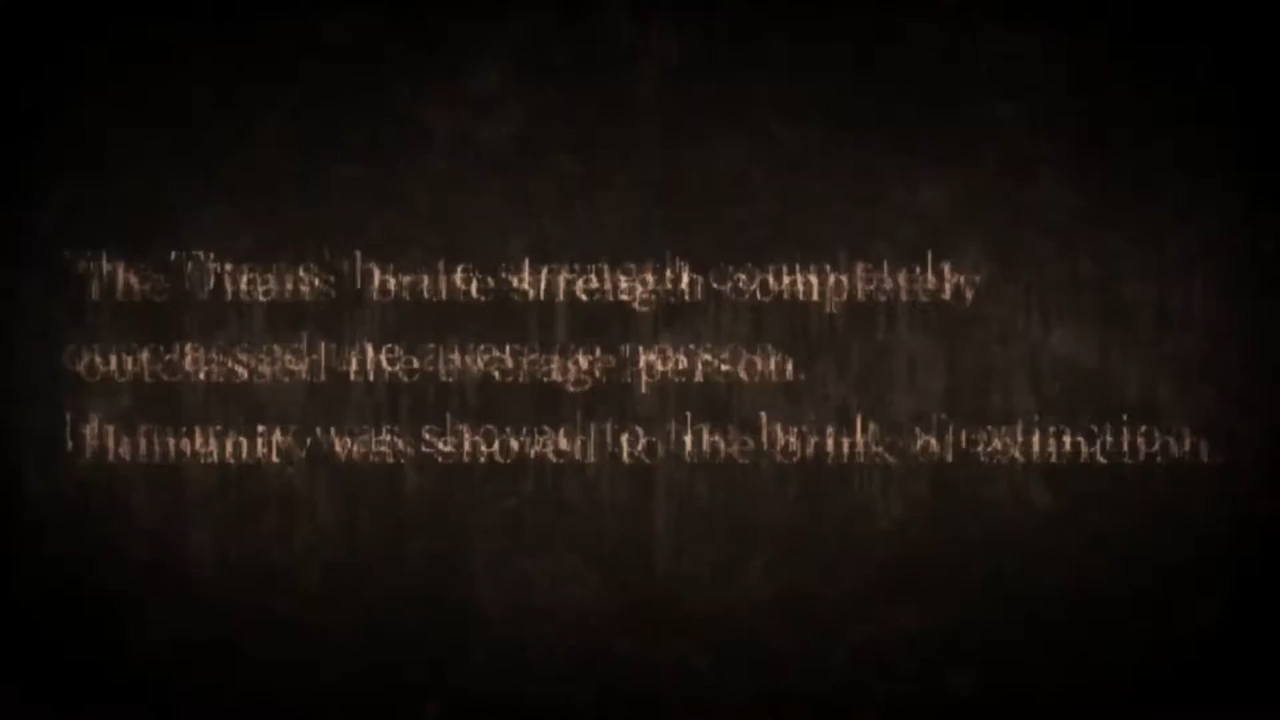 The Titans' brute strength completely
outclassed the average person.
Humanity was shoved to the brink of extinction.